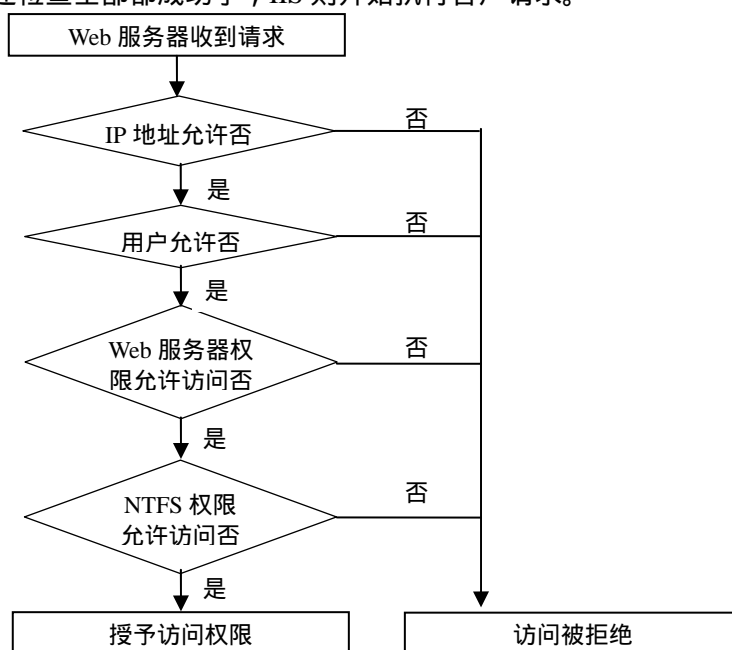 Web 服务器收到请求
IP 地址允许否
否
是
用户允许否
否
是
Web 服务器权
限允许访问否
否
是
NTFS 权限
允许访问否
否
是
授予访问权限
访问被拒绝